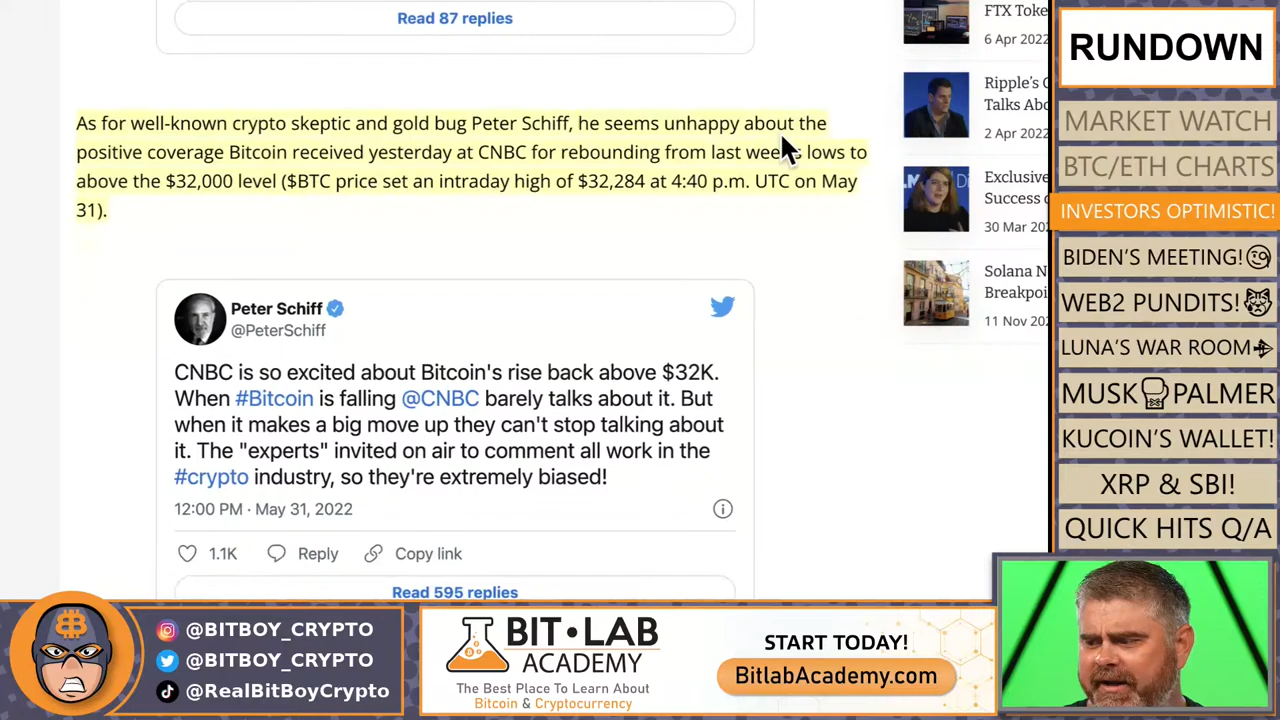 Read 87 replies
As for well-known crypto skeptic and gold bug Peter Schiff, he seems unhappy about the
positive coverage Bitcoin received yesterday at CNBC for rebounding from last week's lows to
above the $32,000 level ($BTC price set an intraday high of $32,284 at 4:40 p.m. UTC on May
31).
Peter Schiff
@PeterSchiff
CNBC is so excited about Bitcoin's rise back above $32K.
When #Bitcoin is falling @CNBC barely talks about it. But
when it makes a big move up they can't stop talking about
it. The "experts" invited on air to comment all work in the
#crypto industry, so they're extremely biased!
12:00 PM · May 31, 2022
1.1K Reply Copy link
Read 595 replies
FTX Toke
6 Apr 2022
Ripple's
Talks Abo
2 Apr 2022
Exclusive
Success
30 Mar 202
Solana N
Breakpoi
11 Nov 202
RUNDOWN
MARKET WATCH
BTC/ETH CHARTS
INVESTORS OPTIMISTIC!
BIDEN'S MEETING!
WEB2 PUNDITS!
LUNA'S WAR ROOM
MUSK PALMER
KUCOIN'S WALLET!
XRP & SBI!
QUICK HITS Q/A
@BITBOY_CRYPTO
@BITBOY_CRYPTO
@RealBitBoyCrypto
BIT•LAB
ACADEMY
The Best Place To Learn About
Bitcoin & Cryptocurrency
START TODAY!
BitlabAcademy.com